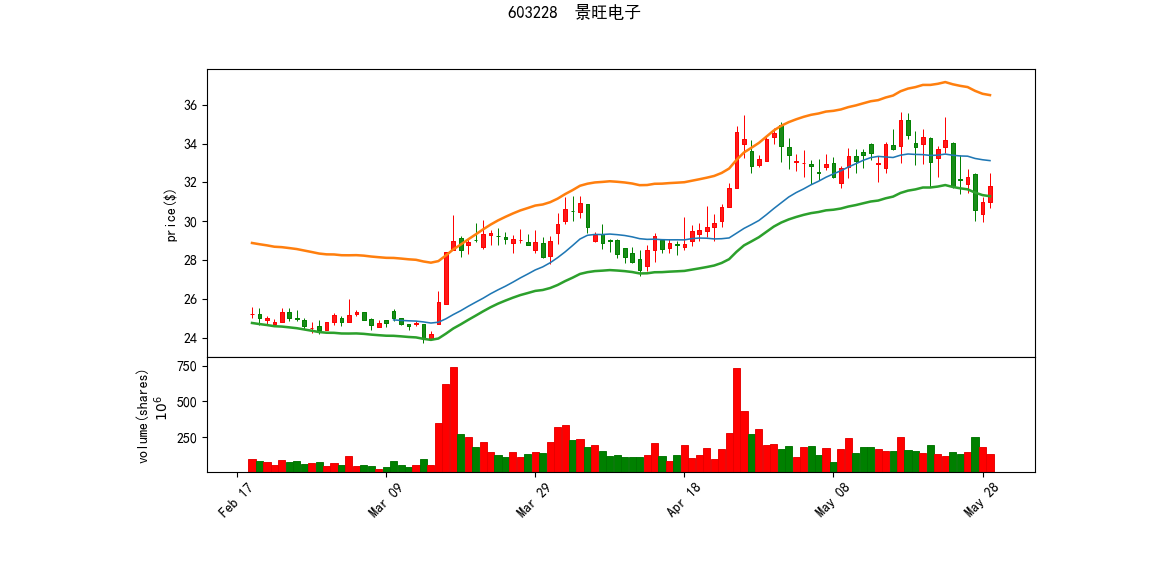 603228 景旺电子
36
34
32
30
28
26
24
price($)
750
500
250
volume(shares)
10^6
Feb 17
Mar 09
Mar 29
Apr 18
May 08
May 28